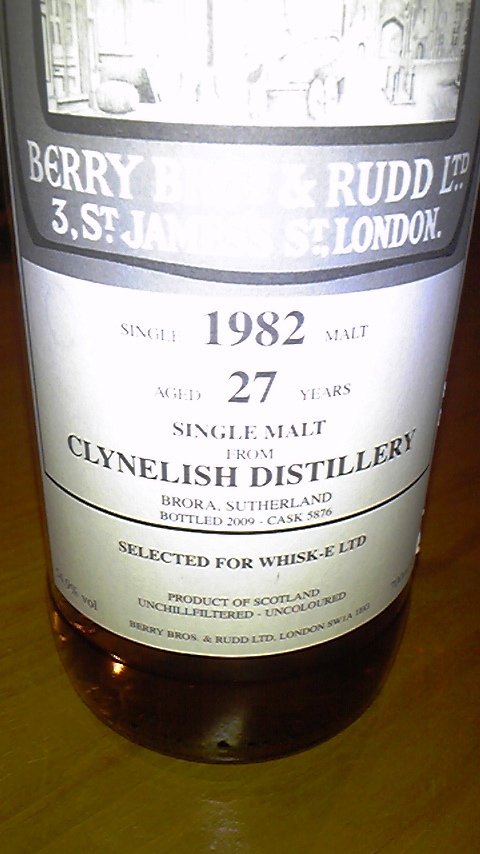 BERRY BROS & RUDD LTD
3, ST JAMES'S ST, LONDON.
SINGLE 1982 MALT
AGED 27 YEARS
SINGLE MALT
FROM
CLYNELISH DISTILLERY
BRORA, SUTHERLAND
BOTTLED 2009 - CASK 5876
SELECTED FOR WHISK-E LTD
PRODUCT OF SCOTLAND
UNCHILLFILTERED - UNCOLOURED
vol
BERRY BROS. & RUDD LTD, LONDON SW1A 1EG